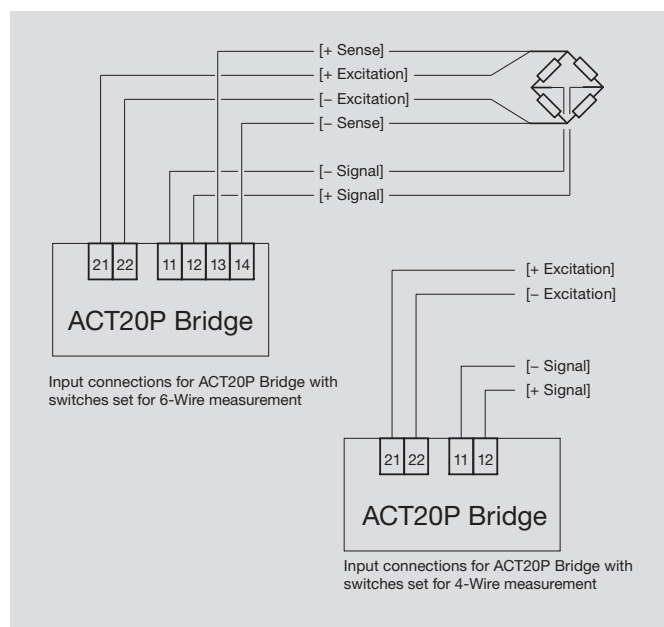 [+ Sense]
[+ Excitation]
[– Excitation]
[– Sense]
[– Signal]
[+ Signal]
21 22 11 12 13 14
ACT20P Bridge
Input connections for ACT20P Bridge with
switches set for 6-Wire measurement
[+ Excitation]
[– Excitation]
[– Signal]
[+ Signal]
21 22 11 12
ACT20P Bridge
Input connections for ACT20P Bridge with
switches set for 4-Wire measurement